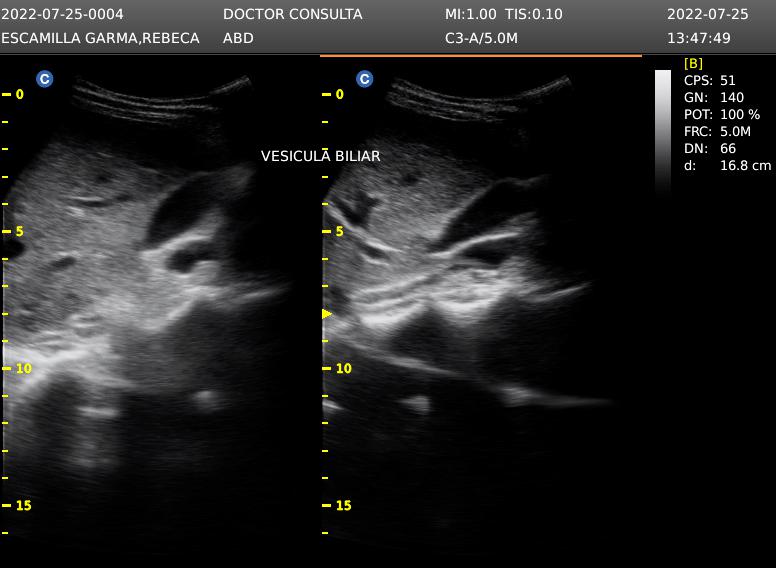 2022-07-25-0004 DOCTOR CONSULTA MI:1.00 TIS:0.10 2022-07-25
ESCAMILLA GARMA,REBECA ABD C3-A/5.0M 13:47:49
C C
[B]
CPS: 51
GN: 140
POT: 100 %
FRC: 5.0M
DN: 66
d: 16.8 cm
VESICULA BILIAR
0 0
5 5
10 10
15 15